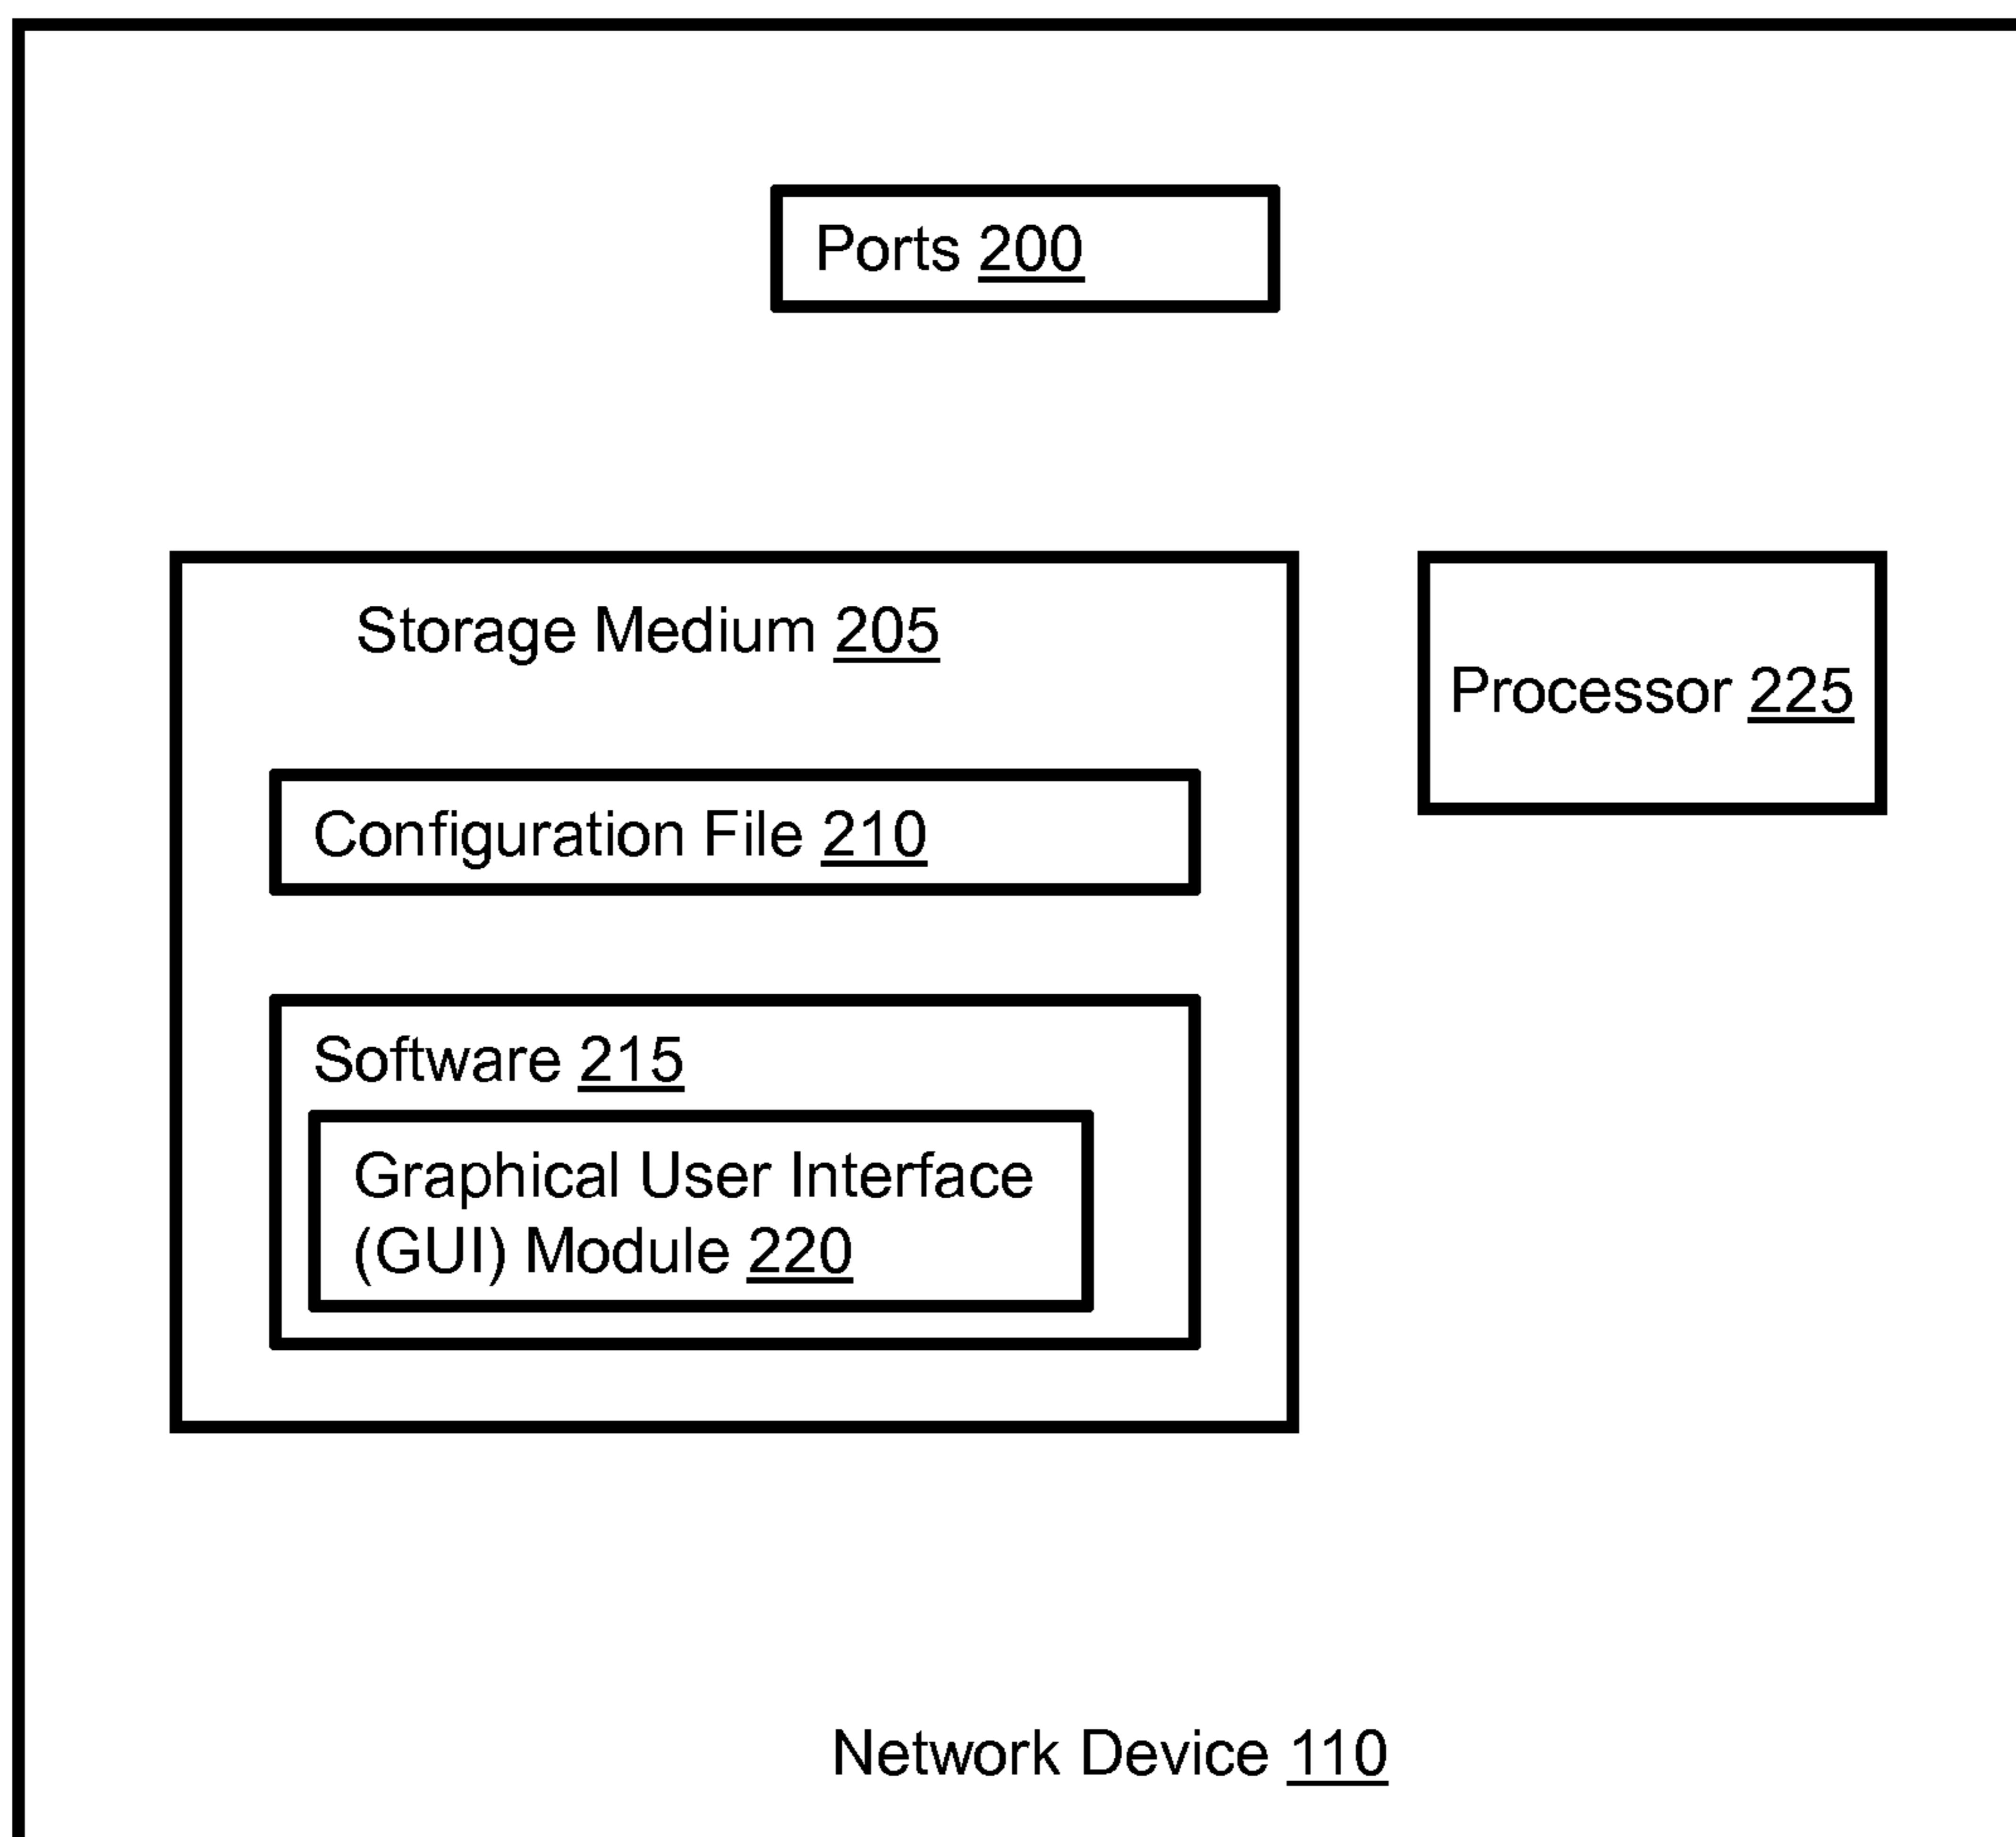 Ports 200
Storage Medium 205
Processor 225
Configuration File 210
Software 215
Graphical User Interface
(GUI) Module 220
Network Device 110